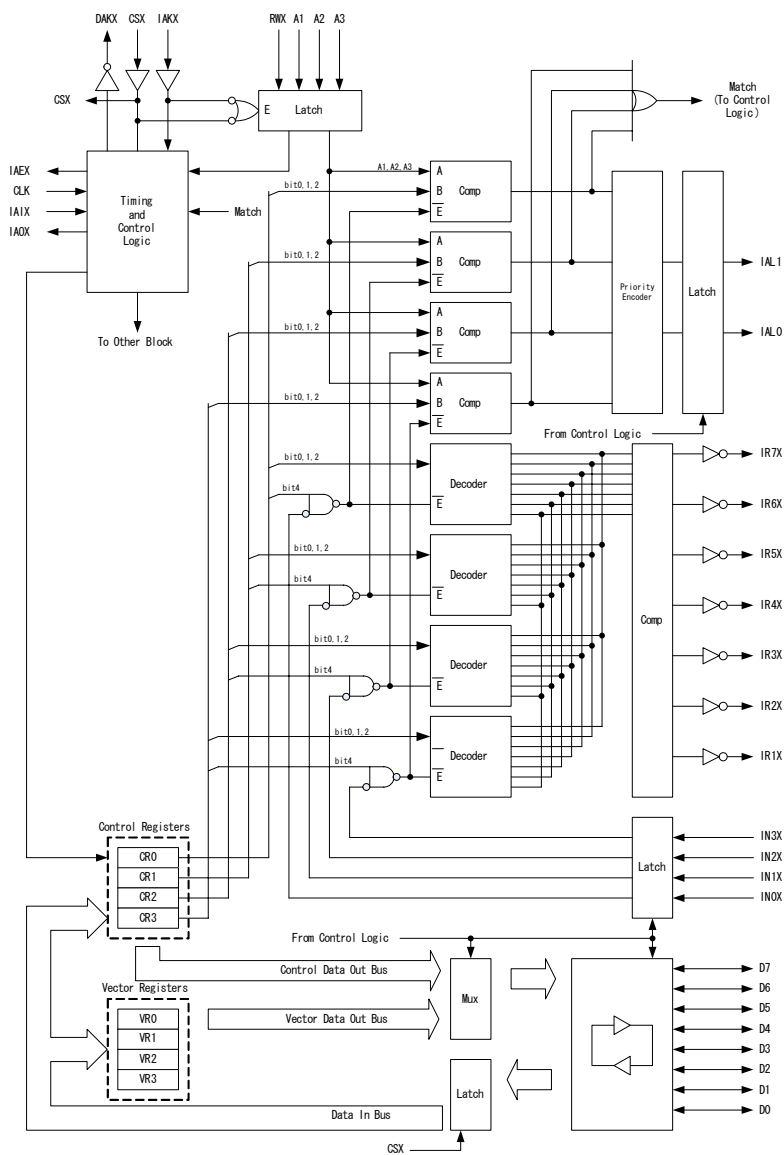 DAKX CSX IAKX RWX A1 A2 A3
CSX
E Latch
Match
(To Control
Logic)
IAEX
CLK
IAIX
IAOX
Timing
and
Control
Logic
Match
To Other Block
A1, A2, A3
bit0, 1, 2
A
B Comp
E
bit0, 1, 2
A
B Comp
E
bit0, 1, 2
A
B Comp
E
bit0, 1, 2
A
B Comp
E
Priority
Encoder
Latch
IAL1
IAL0
From Control Logic
bit0, 1, 2
bit4
Decoder
E
bit0, 1, 2
bit4
Decoder
E
bit0, 1, 2
bit4
Decoder
E
bit0, 1, 2
bit4
Decoder
E
Comp
IR7X
IR6X
IR5X
IR4X
IR3X
IR2X
IR1X
Control Registers
CR0
CR1
CR2
CR3
Latch
IN3X
IN2X
IN1X
IN0X
From Control Logic
Control Data Out Bus
Vector Registers
VR0
VR1
VR2
VR3
Vector Data Out Bus
Mux
Latch
Data In Bus
CSX
D7
D6
D5
D4
D3
D2
D1
D0